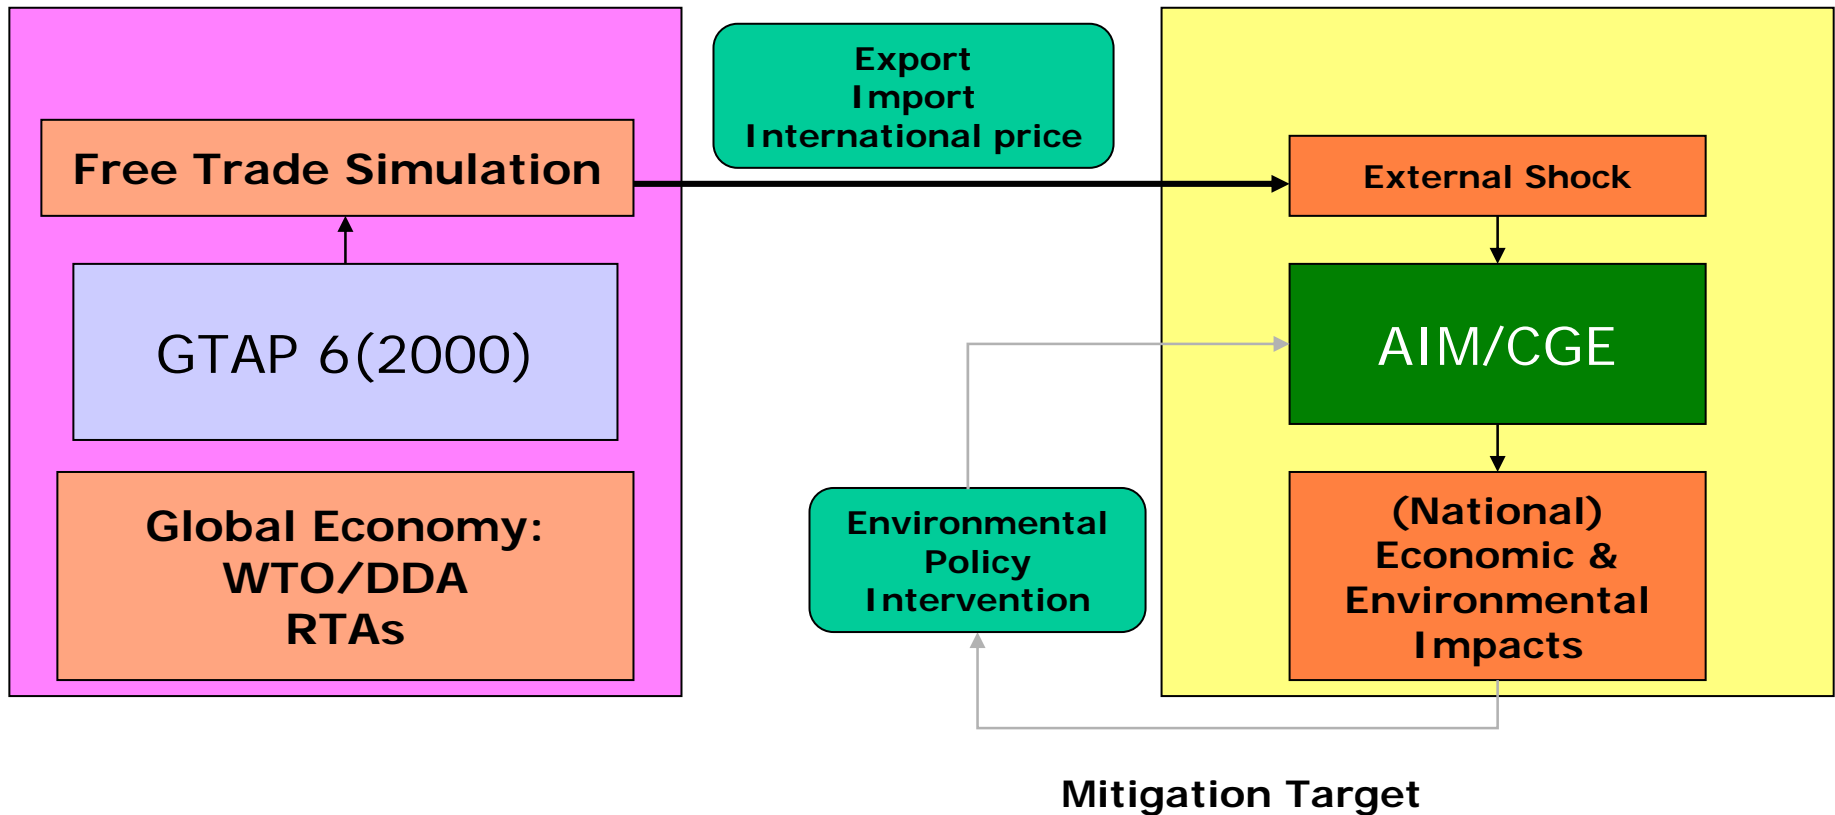 Export
Import
International price
Free Trade Simulation
External Shock
GTAP 6(2000)
AIM/CGE
Global Economy:
WTO/DDA
RTAs
Environmental
Policy
Intervention
(National)
Economic &
Environmental
Impacts
Mitigation Target